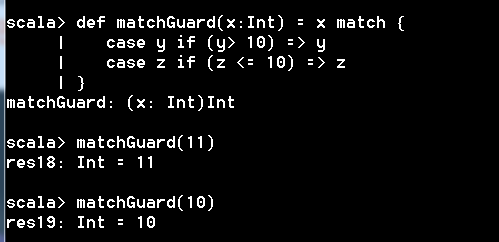 scala> def matchGuard(x:Int) = x match {
     |     case y if (y> 10) => y
     |     case z if (z <= 10) => z
     | }
matchGuard: (x: Int)Int
scala> matchGuard(11)
res18: Int = 11
scala> matchGuard(10)
res19: Int = 10